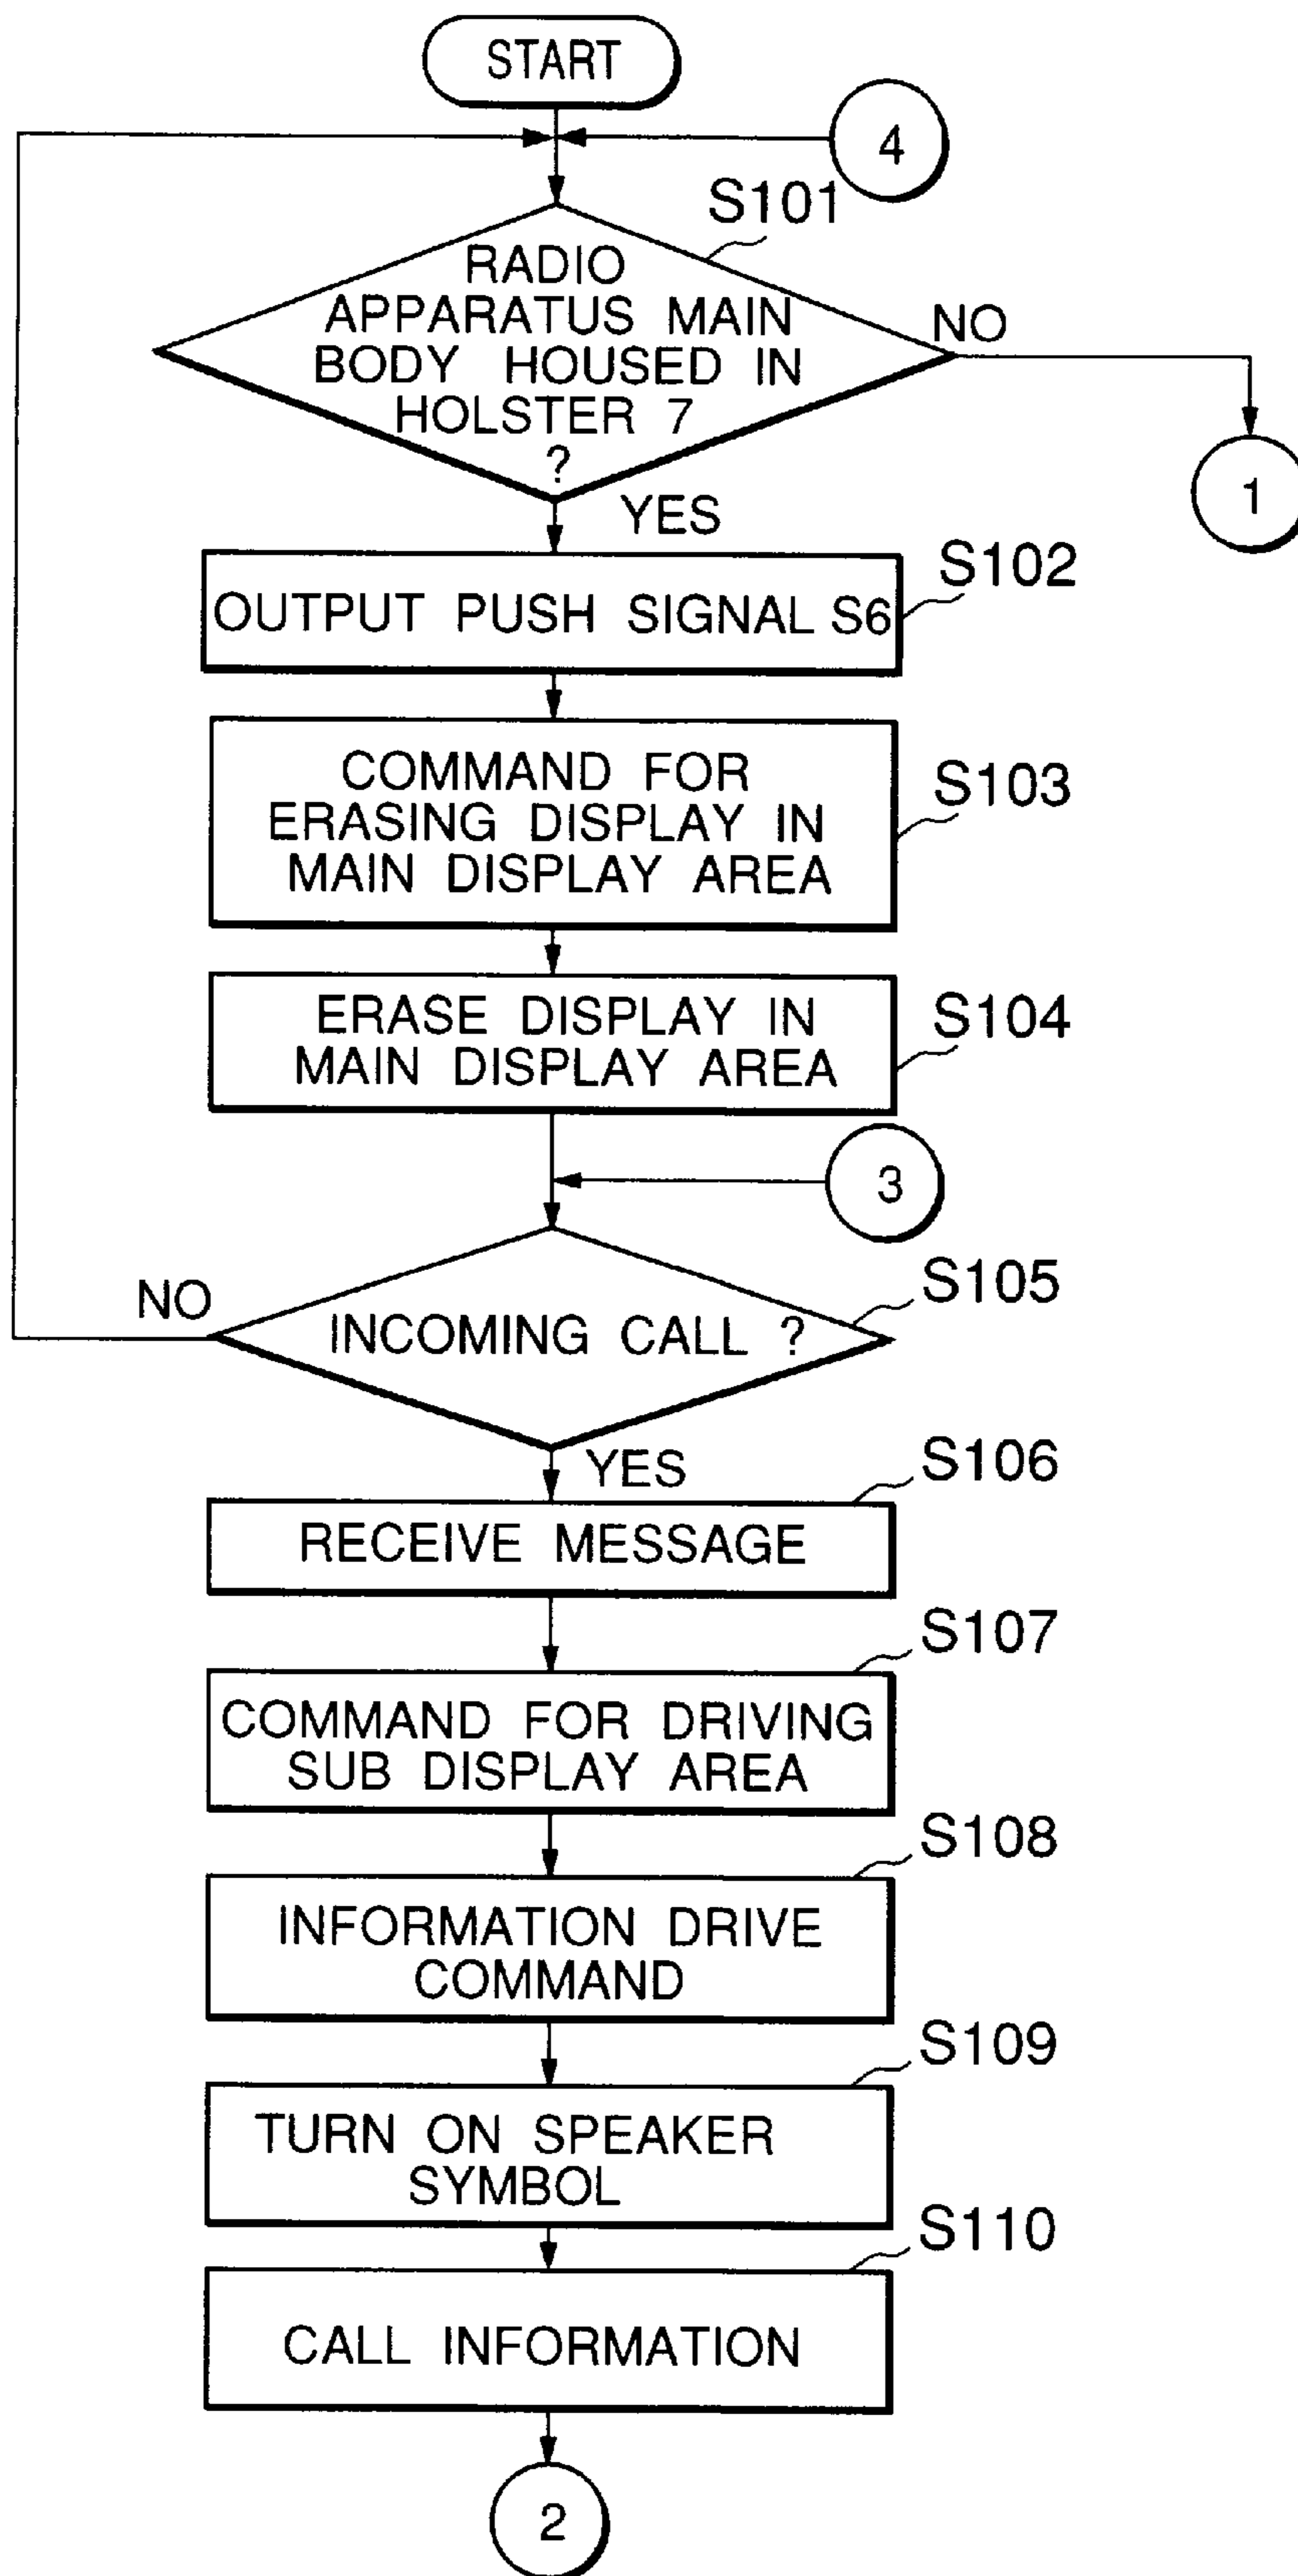 START
4
S101
RADIO
APPARATUS MAIN
BODY HOUSED IN
HOLSTER 7
?
NO
1
YES
S102
OUTPUT PUSH SIGNAL S6
S103
COMMAND FOR
ERASING DISPLAY IN
MAIN DISPLAY AREA
S104
ERASE DISPLAY IN
MAIN DISPLAY AREA
3
S105
NO
INCOMING CALL ?
YES
S106
RECEIVE MESSAGE
S107
COMMAND FOR DRIVING
SUB DISPLAY AREA
S108
INFORMATION DRIVE
COMMAND
S109
TURN ON SPEAKER
SYMBOL
S110
CALL INFORMATION
2